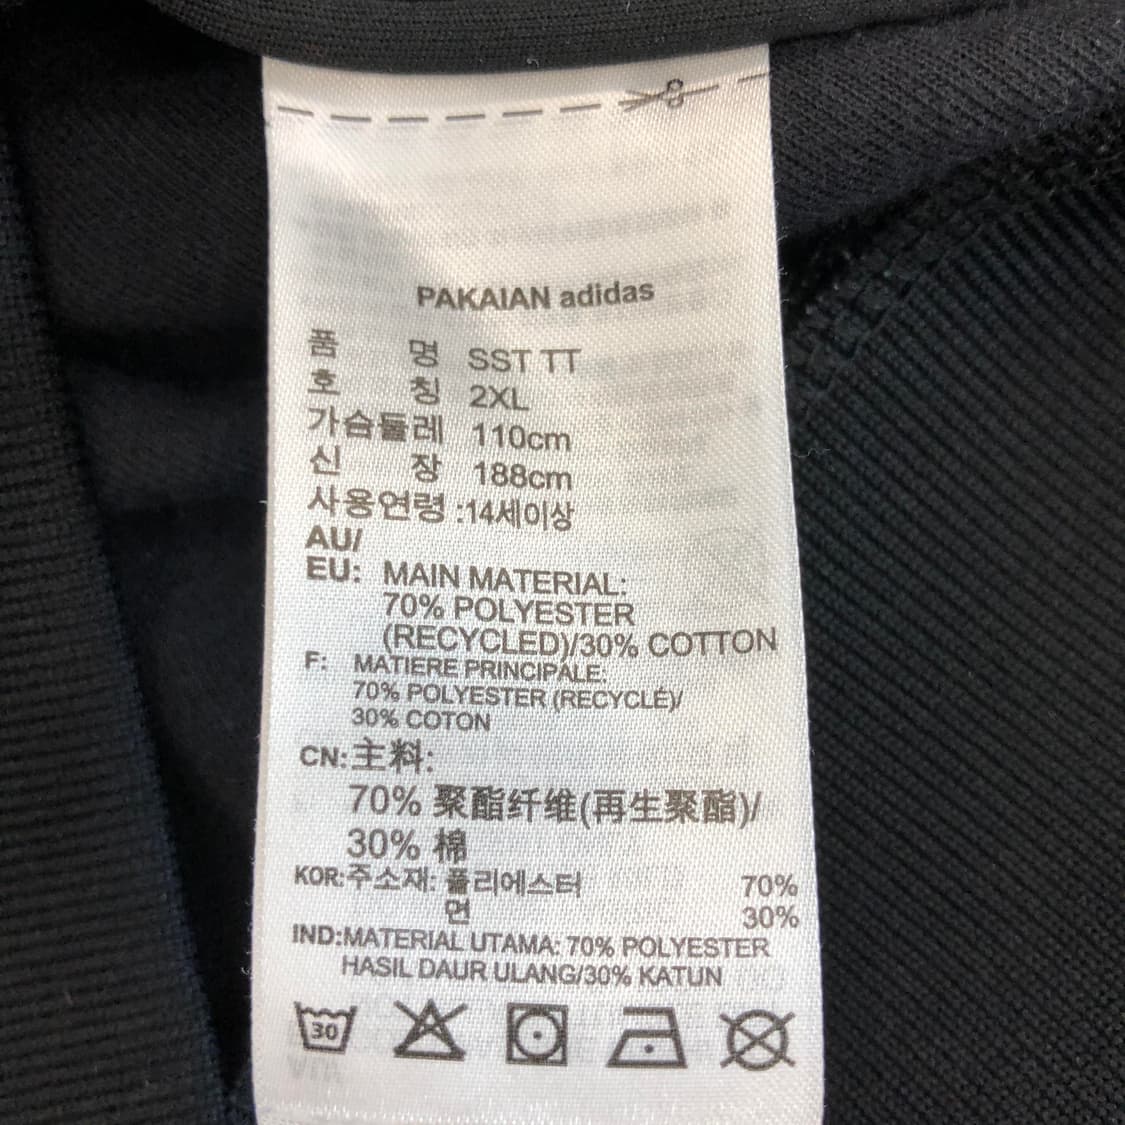 PAKAIAN adidas
품 명 SST TT
호 칭 2XL
가슴둘레 110cm
신 장 188cm
사용연령 :14세이상
AU/
EU: MAIN MATERIAL:
70% POLYESTER
(RECYCLED)/30% COTTON
F: MATIERE PRINCIPALE:
70% POLYESTER (RECYCLÉ)/
30% COTON
CN:主料:
70% 聚酯纤维(再生聚酯)/
30% 棉
KOR:주소재: 폴리에스터 70%
면 30%
IND:MATERIAL UTAMA: 70% POLYESTER
HASIL DAUR ULANG/30% KATUN
30